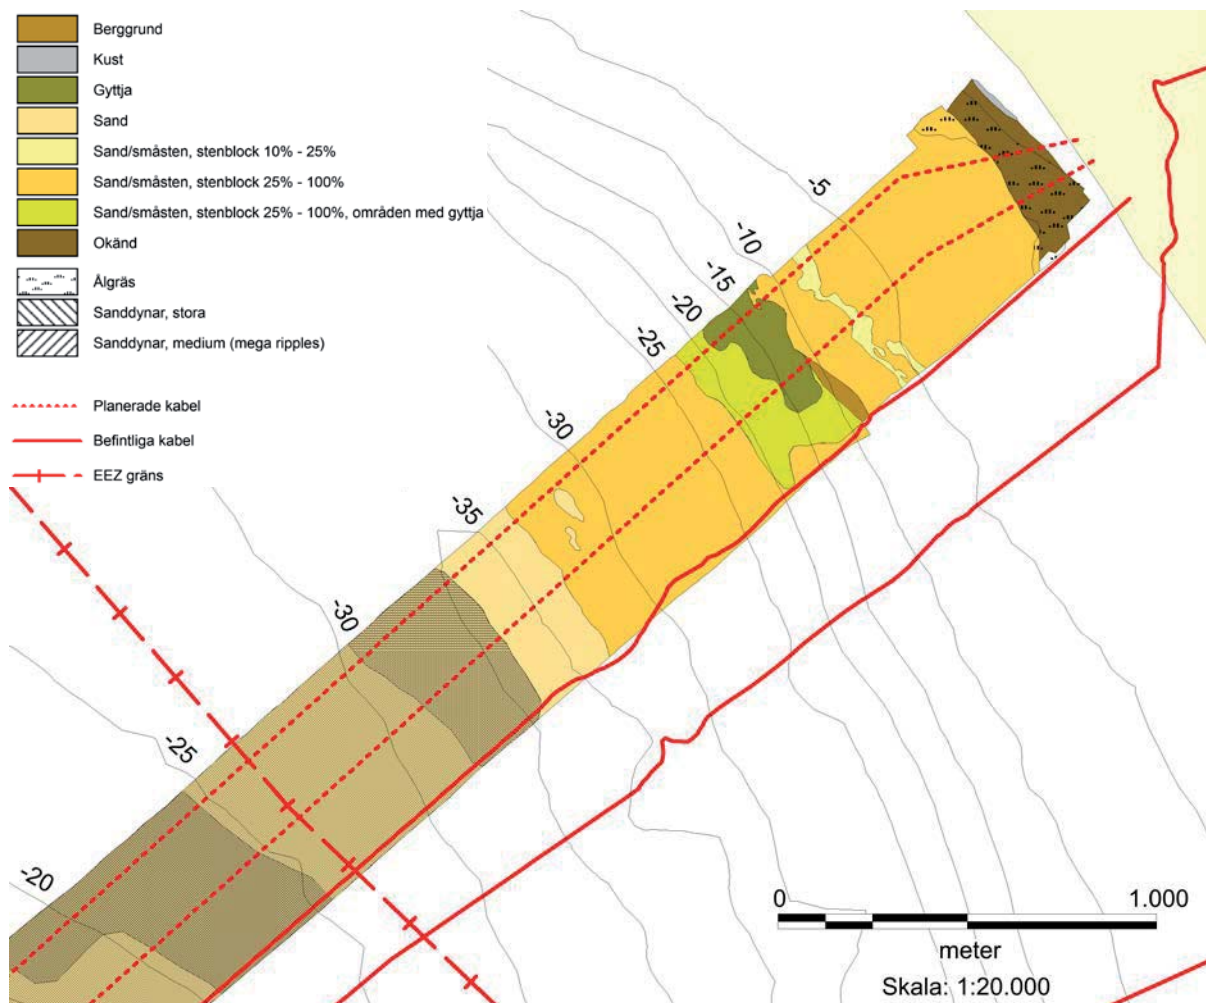 Berggrund
Kust
Gyttja
Sand
Sand/småsten, stenblock 10% - 25%
Sand/småsten, stenblock 25% - 100%
Sand/småsten, stenblock 25% - 100%, områden med gyttja
Okänd
Ålgräs
Sanddynar, stora
Sanddynar, medium (mega ripples)
Planerade kabel
Befintliga kabel
EEZ gräns
-5
-10
-15
-20
-25
-30
-35
-30
-25
-20
0 1.000
meter
Skala: 1:20.000